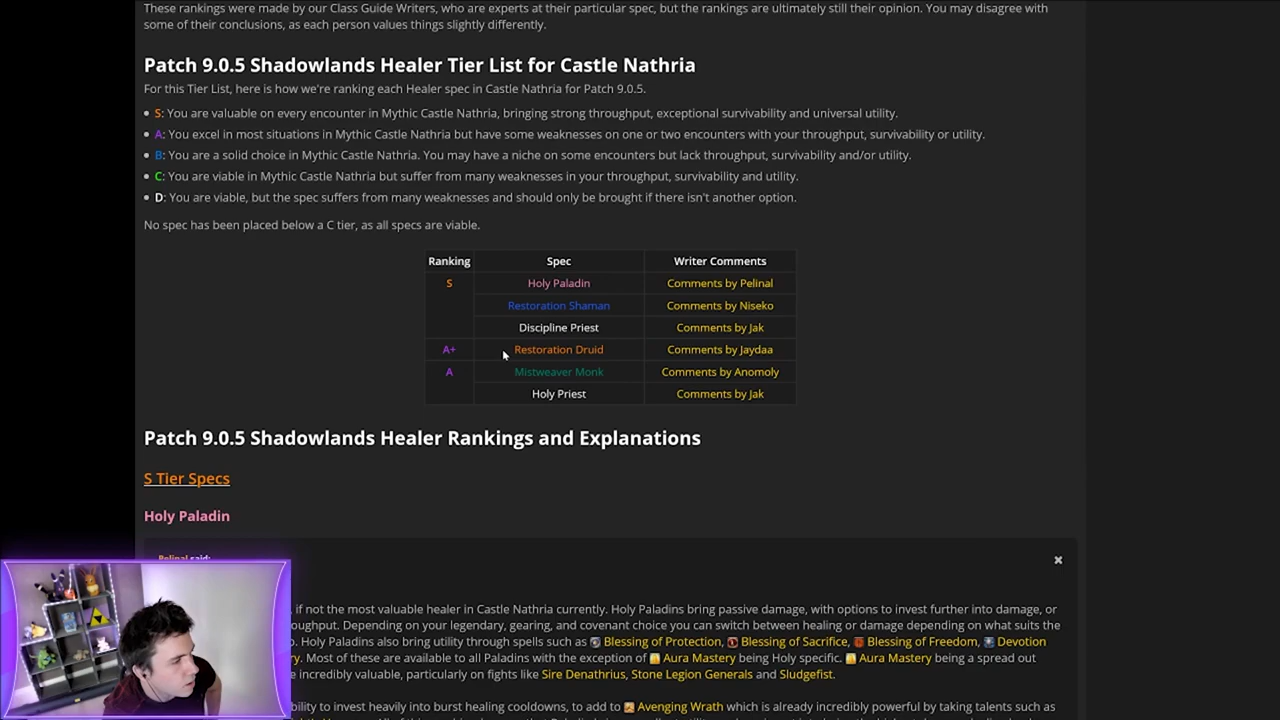 These rankings were made by our Class Guide Writers, who are experts at their particular spec, but the rankings are ultimately still their opinion. You may disagree with
some of their conclusions, as each person values things slightly differently.
Patch 9.0.5 Shadowlands Healer Tier List for Castle Nathria
For this Tier List, here is how we're ranking each Healer spec in Castle Nathria for Patch 9.0.5.
S: You are valuable on every encounter in Mythic Castle Nathria, bringing strong throughput, exceptional survivability and universal utility.
A: You excel in most situations in Mythic Castle Nathria but have some weaknesses on one or two encounters with your throughput, survivability or utility.
B: You are a solid choice in Mythic Castle Nathria. You may have a niche on some encounters but lack throughput, survivability and/or utility.
C: You are viable in Mythic Castle Nathria but suffer from many weaknesses in your throughput, survivability and utility.
D: You are viable, but the spec suffers from many weaknesses and should only be brought if there isn't another option.
No spec has been placed below a C tier, as all specs are viable.
Ranking Spec Writer Comments
S Holy Paladin Comments by Pelinal
Restoration Shaman Comments by Niseko
Discipline Priest Comments by Jak
A+ Restoration Druid Comments by Jaydaa
A Mistweaver Monk Comments by Anomoly
Holy Priest Comments by Jak
Patch 9.0.5 Shadowlands Healer Rankings and Explanations
S Tier Specs
Holy Paladin
Pelinal said:
if not the most valuable healer in Castle Nathria currently. Holy Paladins bring passive damage, with options to invest further into damage, or
Depending on your legendary, gearing, and covenant choice you can switch between healing or damage depending on what suits the
Holy Paladins also bring utility through spells such as Blessing of Protection, Blessing of Sacrifice, Blessing of Freedom, Devotion
Most of these are available to all Paladins with the exception of Aura Mastery being Holy specific. Aura Mastery being a spread out
incredibly valuable, particularly on fights like Sire Denathrius, Stone Legion Generals and Sludgefist.
to invest heavily into burst healing cooldowns, to add to Avenging Wrath which is already incredibly powerful by taking talents such as